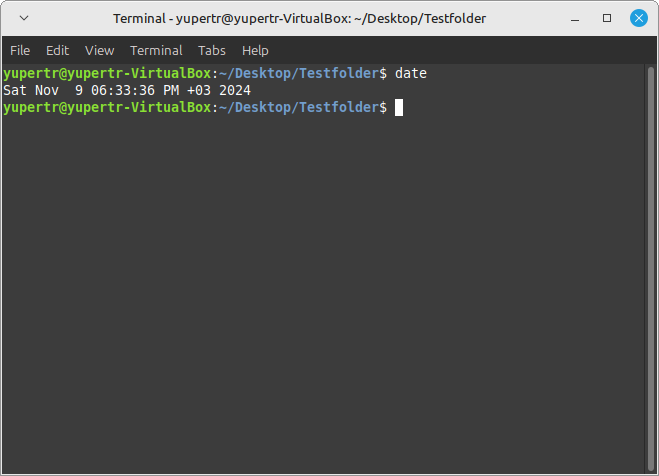 Terminal - yupertr@yupertr-VirtualBox: ~/Desktop/Testfolder
File Edit View Terminal Tabs Help
yupertr@yupertr-VirtualBox:~/Desktop/Testfolder$ date
Sat Nov  9 06:33:36 PM +03 2024
yupertr@yupertr-VirtualBox:~/Desktop/Testfolder$